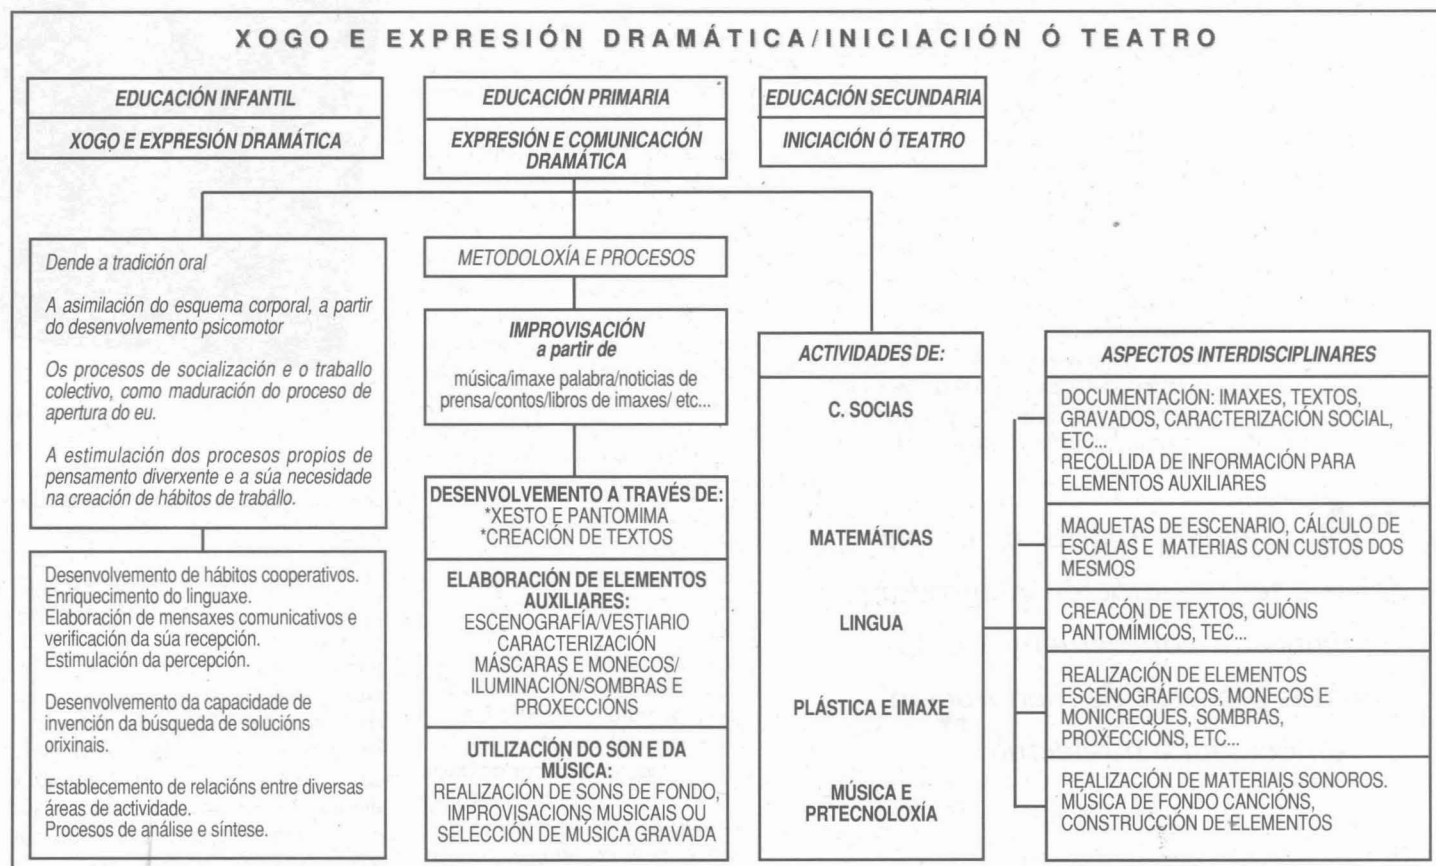 XOGO E EXPRESIÓN DRAMÁTICA/INICIACIÓN Ó TEATRO
EDUCACIÓN INFANTIL
XOGO E EXPRESIÓN DRAMÁTICA
EDUCACIÓN PRIMARIA
EXPRESIÓN E COMUNICACIÓN
DRAMÁTICA
EDUCACIÓN SECUNDARIA
INICIACIÓN Ó TEATRO
Dende a tradición oral
A asimilación do esquema corporal, a partir
do desenvolvemento psicomotor
Os procesos de socialización e o traballo
colectivo, como maduración do proceso de
apertura do eu.
A estimulación dos procesos propios de
pensamento diverxente e a súa necesidade
na creación de hábitos de traballo.
Desenvolvemento de hábitos cooperativos.
Enriquecimento do linguaxe.
Elaboración de mensaxes comunicativos e
verificación da súa recepción.
Estimulación da percepción.
Desenvolvemento da capacidade de
invención da búsqueda de solucións
orixinais.
Establecemento de relacións entre diversas
áreas de actividade.
Procesos de análise e síntese.
METODOLOXÍA E PROCESOS
IMPROVISACIÓN
a partir de
música/imaxe palabra/noticias de
prensa/contos/libros de imaxes/ etc...
DESENVOLVEMENTO A TRAVÉS DE:
*XESTO E PANTOMIMA
*CREACIÓN DE TEXTOS
ELABORACIÓN DE ELEMENTOS
AUXILIARES:
ESCENOGRAFÍA/VESTIARIO
CARACTERIZACIÓN
MÁSCARAS E MONECOS/
ILUMINACIÓN/SOMBRAS E
PROXECCIÓNS
UTILIZACIÓN DO SON E DA
MÚSICA:
REALIZACIÓN DE SONS DE FONDO,
IMPROVISACIONS MUSICAIS OU
SELECCIÓN DE MÚSICA GRAVADA
ACTIVIDADES DE:
C. SOCIAS
MATEMÁTICAS
LINGUA
PLÁSTICA E IMAXE
MÚSICA E
PRTECNOLOXÍA
ASPECTOS INTERDISCIPLINARES
DOCUMENTACIÓN: IMAXES, TEXTOS,
GRAVADOS, CARACTERIZACIÓN SOCIAL,
ETC...
RECOLLIDA DE INFORMACIÓN PARA
ELEMENTOS AUXILIARES
MAQUETAS DE ESCENARIO, CÁLCULO DE
ESCALAS E MATERIAS CON CUSTOS DOS
MESMOS
CREACÓN DE TEXTOS, GUIÓNS
PANTOMÍMICOS, TEC...
REALIZACIÓN DE ELEMENTOS
ESCENOGRÁFICOS, MONECOS E
MONICREQUES, SOMBRAS,
PROXECCIÓNS, ETC...
REALIZACIÓN DE MATERIAIS SONOROS.
MÚSICA DE FONDO CANCIÓNS,
CONSTRUCCIÓN DE ELEMENTOS